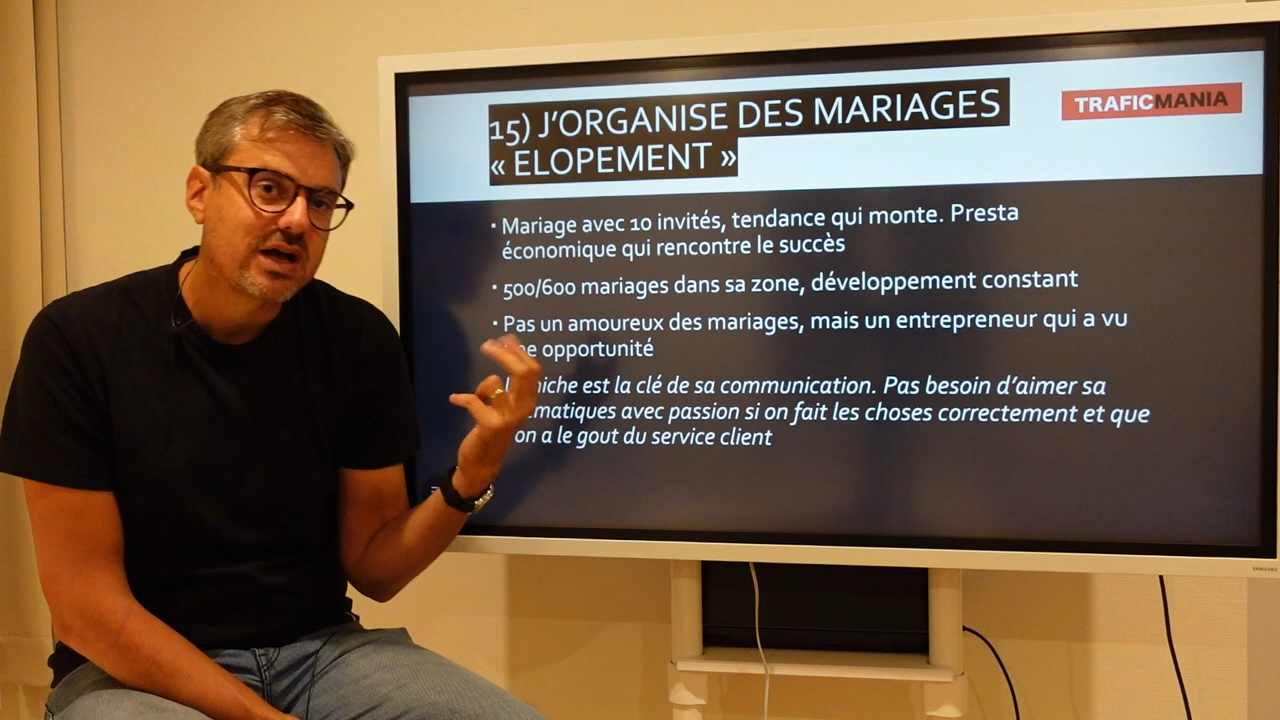 15) J'ORGANISE DES MARIAGES
« ELOPEMENT »
TRAFICMANIA
· Mariage avec 10 invités, tendance qui monte. Presta
économique qui rencontre le succès
· 500/600 mariages dans sa zone, développement constant
· Pas un amoureux des mariages, mais un entrepreneur qui a vu
opportunité
est la clé de sa communication. Pas besoin d'aimer sa
avec passion si on fait les choses correctement et que
on a le gout du service client
SAMSUNG